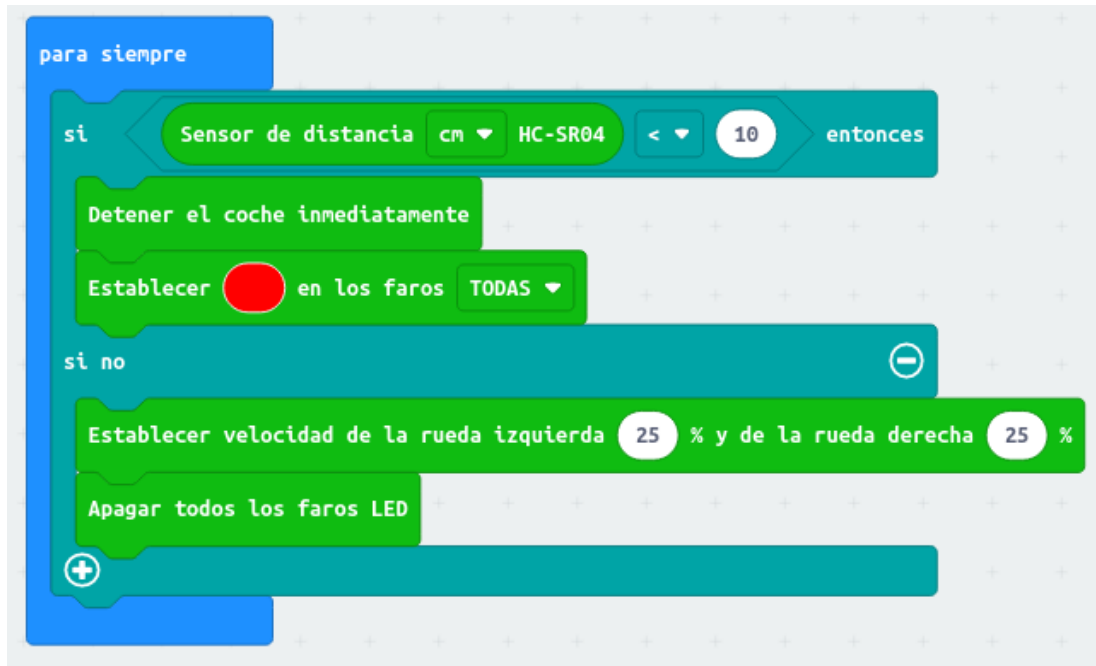 para siempre
si Sensor de distancia cm HC-SR04 < 10 entonces
Detener el coche inmediatamente
Establecer en los faros TODAS
si no
Establecer velocidad de la rueda izquierda 25 % y de la rueda derecha 25 %
Apagar todos los faros LED